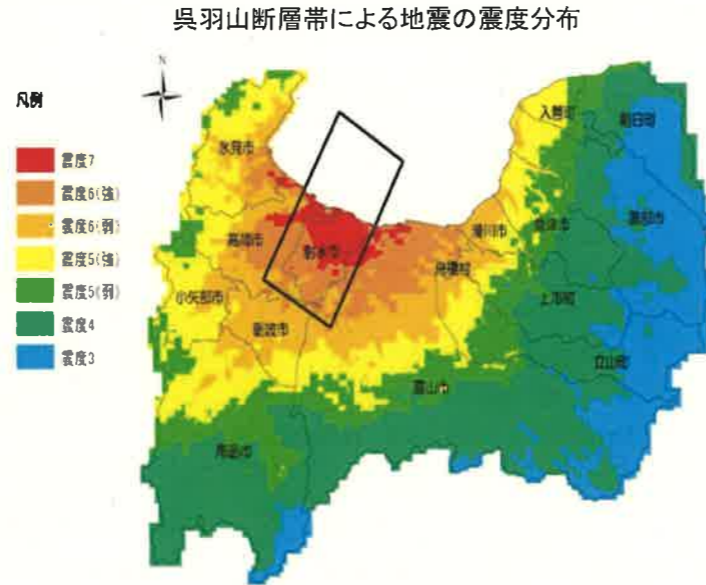 呉羽山断層帯による地震の震度分布
N
凡例
震度7
震度6(強)
震度6(弱)
震度5(強)
震度5(弱)
震度4
震度3
氷見市
入善町
朝日町
高岡市
射水市
滑川市
魚津市
黒部市
舟橋村
小矢部市
上市町
砺波市
立山町
富山市
南砺市